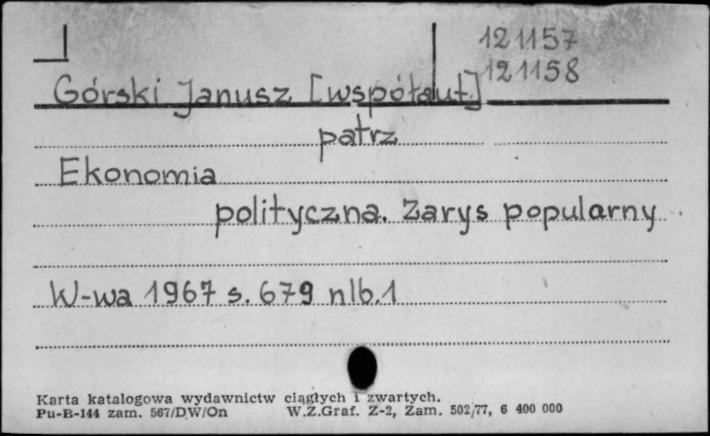 121157
121158
Górski Janusz [współaut.]
patrz
Ekonomia
polityczna. Zarys popularny.
W-wa 1967 s. 679 nlb. 1
Karta katalogowa wydawnictw ciągłych i zwartych.
Pu-B-144 zam. 567/DW/On W.Z.Graf. Z-2, Zam. 502/77, 6 400 000